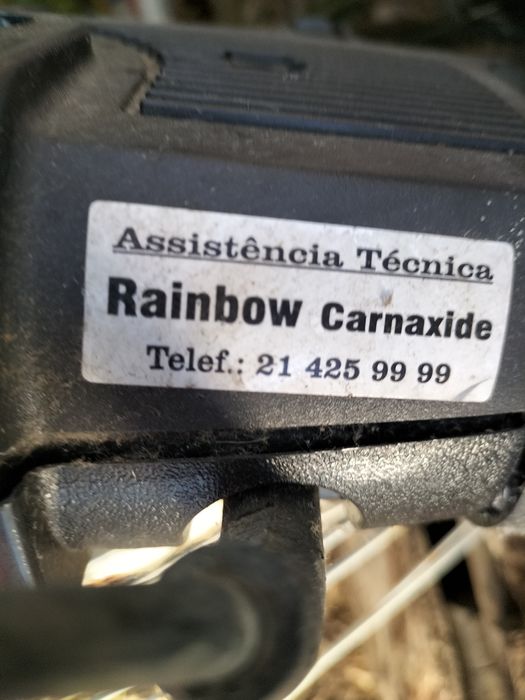 Assistência Técnica
Rainbow Carnaxide
Telef.: 21 425 99 99